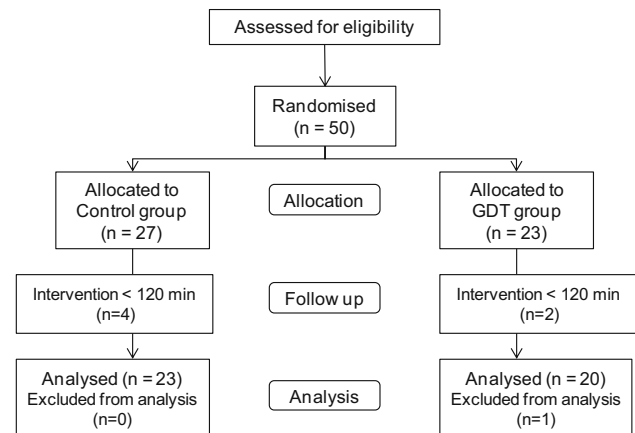 Assessed for eligibility
Randomised
(n = 50)
Allocated to
Control group
(n = 27)
Allocation
Allocated to
GDT group
(n = 23)
Intervention < 120 min
(n=4)
Follow up
Intervention < 120 min
(n=2)
Analysed (n = 23)
Excluded from analysis
(n=0)
Analysis
Analysed (n = 20)
Excluded from analysis
(n=1)